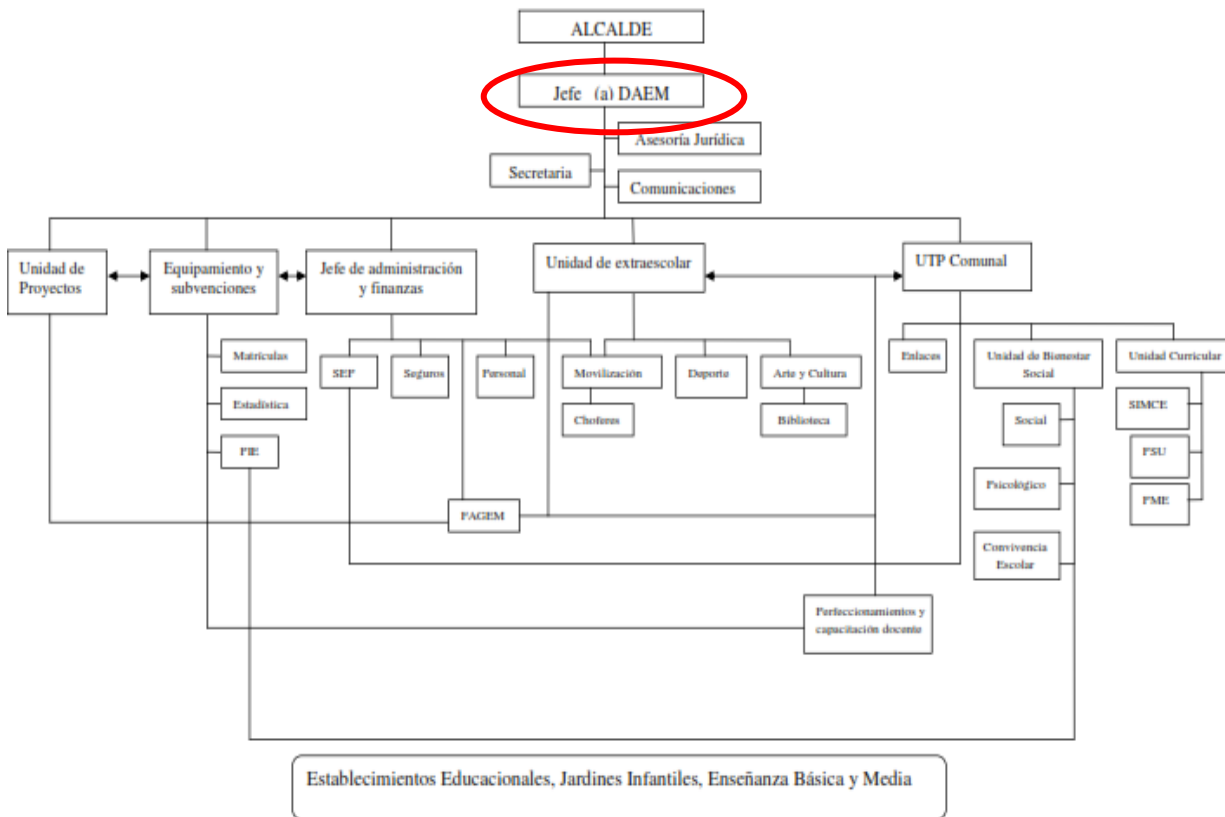 ALCALDE
Jefe (a) DAEM
Asesoría Jurídica
Secretaria
Comunicaciones
Unidad de
Proyectos
Equipamiento y
subvenciones
Jefe de administración
y finanzas
Unidad de extraescolar
UTP Comunal
Matrículas
Estadística
PIE
SEP
Seguros
Personal
Movilización
Choferes
Deporte
Arte y Cultura
Biblioteca
Enlaces
Unidad de Bienestar
Social
Unidad Curricular
Social
Psicológico
Convivencia
Escolar
SIMCE
PSU
PME
FAGEM
Perfeccionamientos y
capacitación docente
Establecimientos Educacionales, Jardines Infantiles, Enseñanza Básica y Media